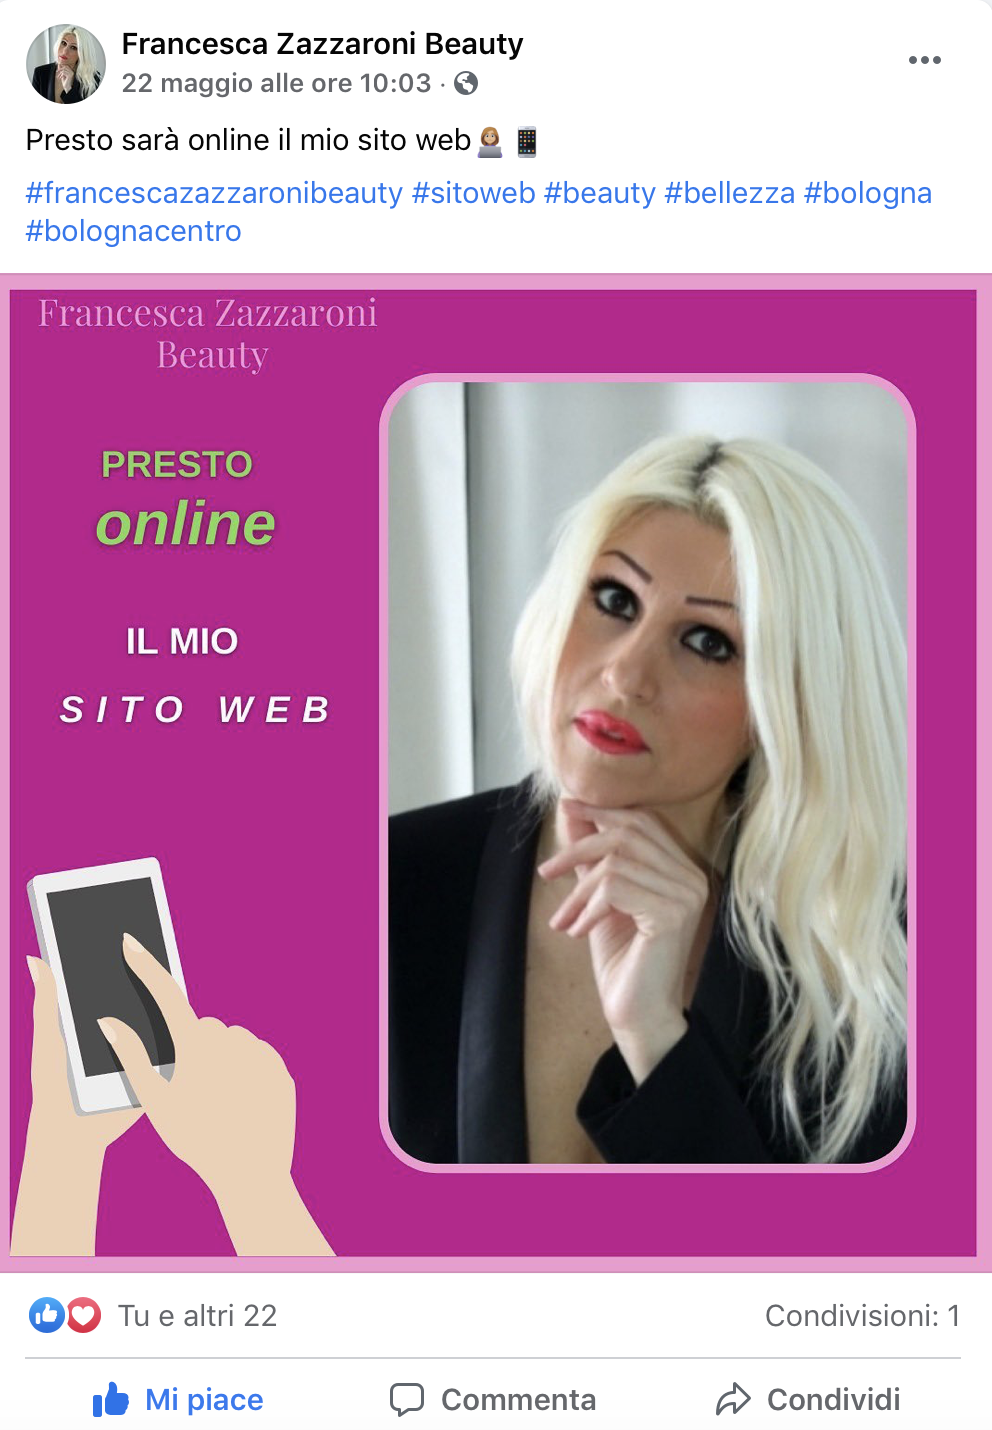 Francesca Zazzaroni Beauty
22 maggio alle ore 10:03 ·
Presto sarà online il mio sito web
#francescazazzaronibeauty #sitoweb #beauty #bellezza #bologna
#bolognacentro
Francesca Zazzaroni
Beauty
PRESTO
online
IL MIO
SITO WEB
Tu e altri 22
Condivisioni: 1
Mi piace
Commenta
Condividi